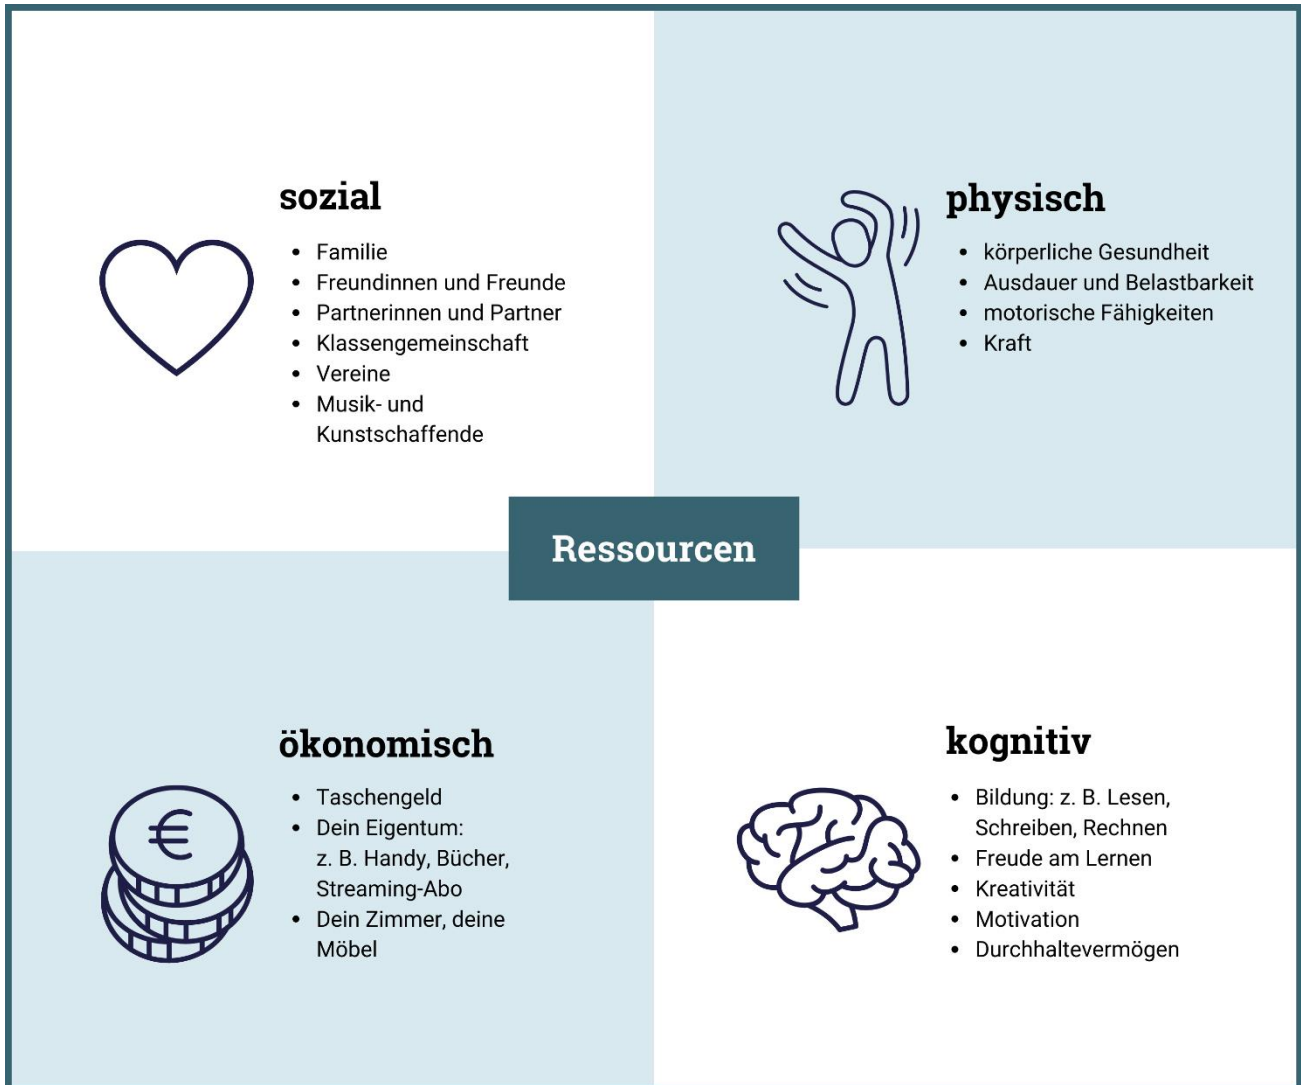 sozial
• Familie
• Freundinnen und Freunde
• Partnerinnen und Partner
• Klassengemeinschaft
• Vereine
• Musik- und
Kunstschaffende
physisch
• körperliche Gesundheit
• Ausdauer und Belastbarkeit
• motorische Fähigkeiten
• Kraft
Ressourcen
ökonomisch
€
• Taschengeld
• Dein Eigentum:
z. B. Handy, Bücher,
Streaming-Abo
• Dein Zimmer, deine
Möbel
kognitiv
• Bildung: z. B. Lesen,
Schreiben, Rechnen
• Freude am Lernen
• Kreativität
• Motivation
• Durchhaltevermögen